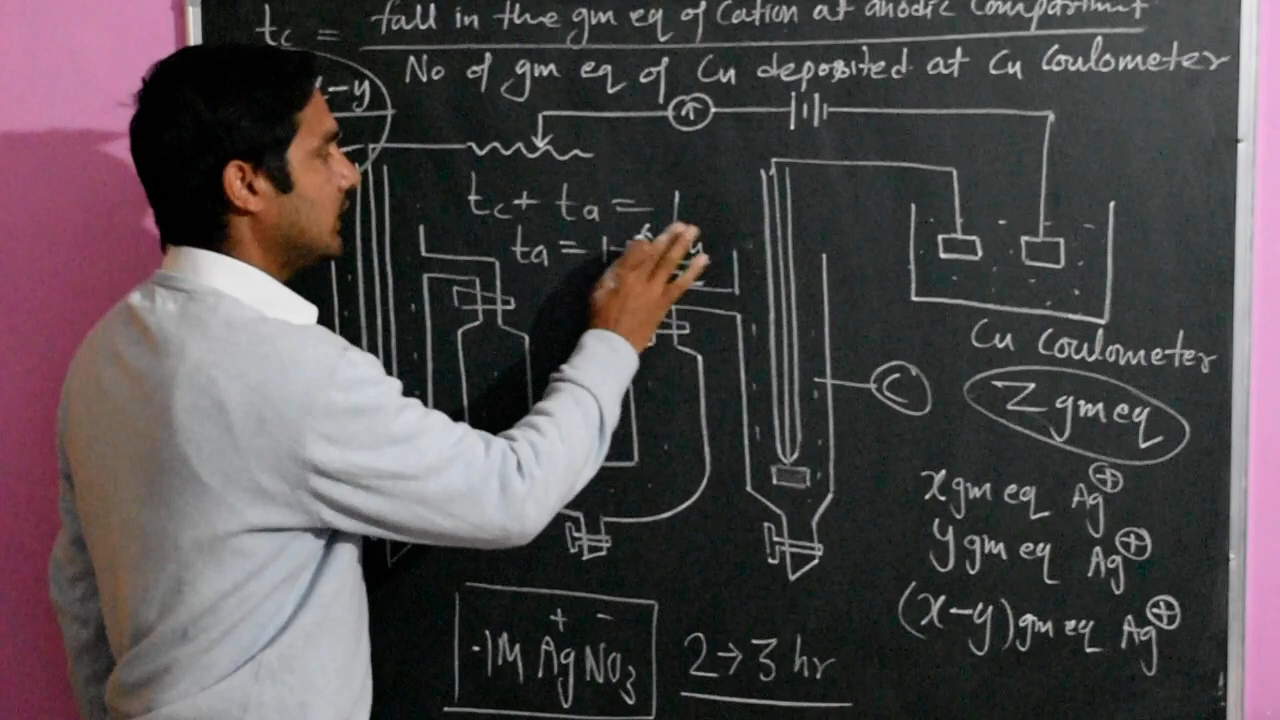 tc = fall in the gm eq of Cation at anodic Compartment
No of gm eq of Cu deposited at Cu Coulometer
-y
tc + ta = 1
ta = 1-
C
Cu Coulometer
Z gm eq
x gm eq Ag⊕
y gm eq Ag⊕
(x-y) gm eq Ag⊕
+ -
.1M AgNO3
2→3 hr